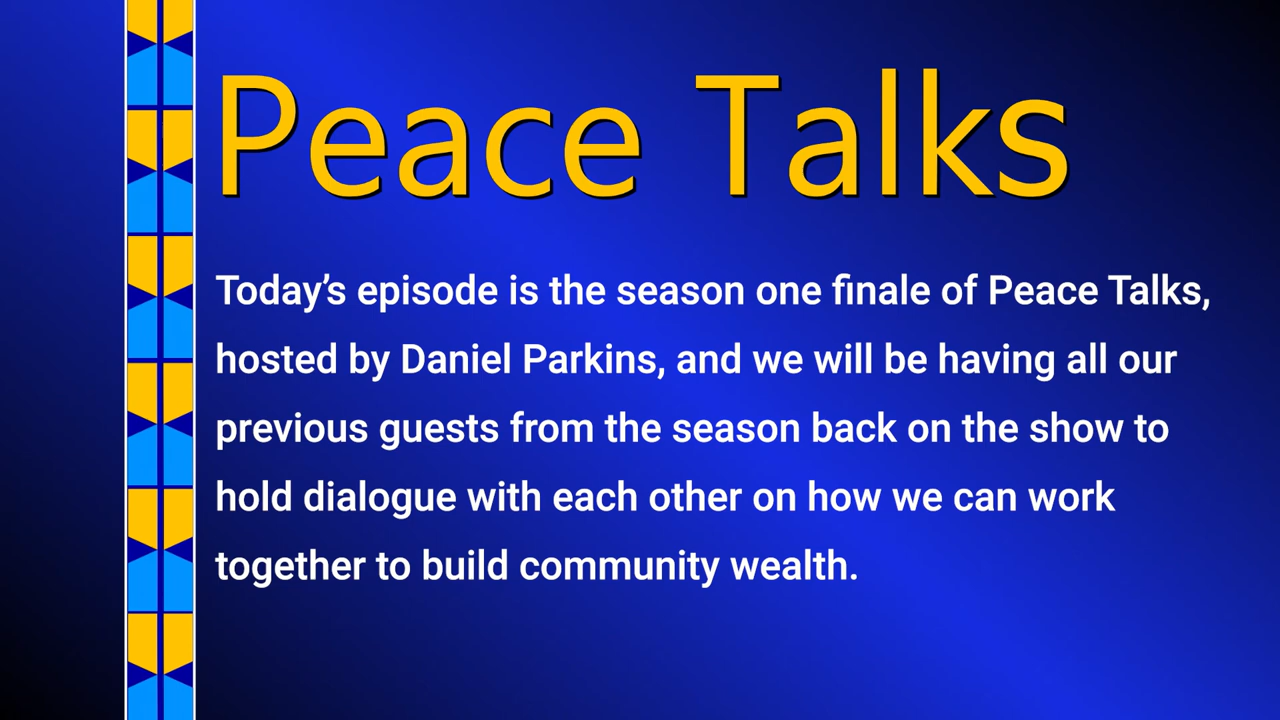 Peace Talks
Today’s episode is the season one finale of Peace Talks,
hosted by Daniel Parkins, and we will be having all our
previous guests from the season back on the show to
hold dialogue with each other on how we can work
together to build community wealth.